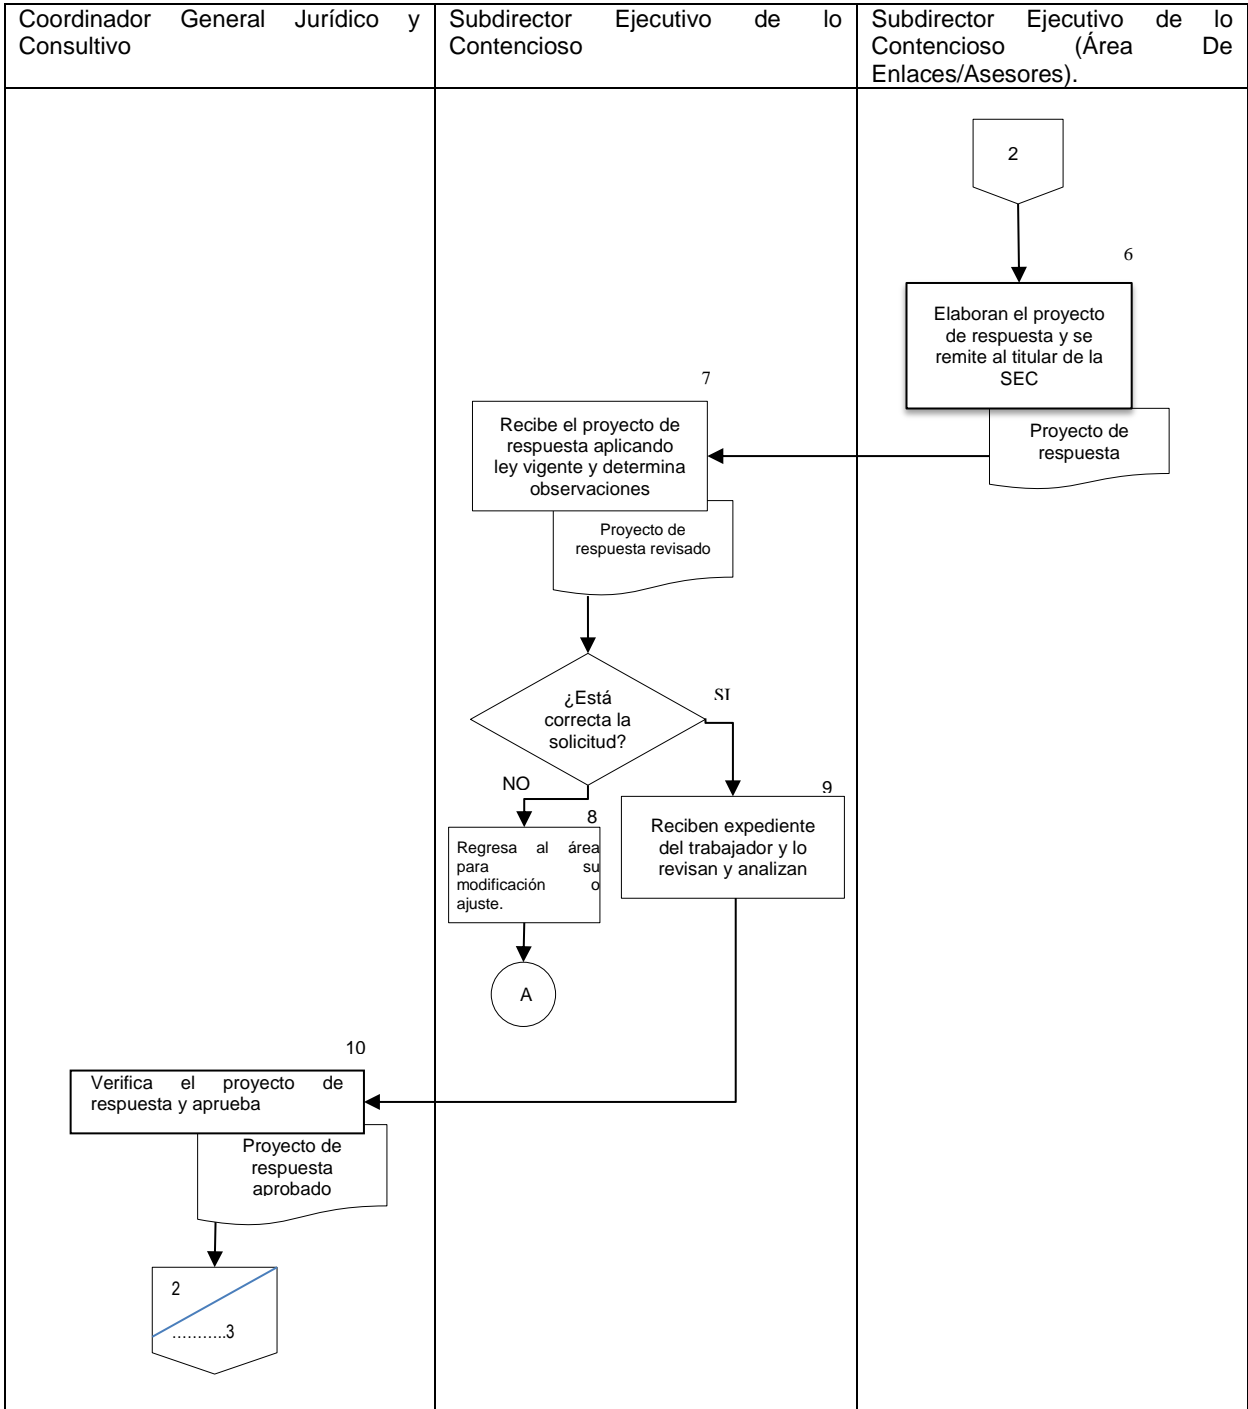 Coordinador General Jurídico y
Consultivo
Subdirector Ejecutivo de lo
Contencioso
Subdirector Ejecutivo de lo
Contencioso (Área De
Enlaces/Asesores).
2
6
Elaboran el proyecto
de respuesta y se
remite al titular de la
SEC
Proyecto de
respuesta
7
Recibe el proyecto de
respuesta aplicando
ley vigente y determina
observaciones
Proyecto de
respuesta revisado
¿Está
correcta la
solicitud?
SI
NO
8
Regresa al área
para su
modificación o
ajuste.
A
9
Reciben expediente
del trabajador y lo
revisan y analizan
10
Verifica el proyecto de
respuesta y aprueba
Proyecto de
respuesta
aprobado
2
………..3